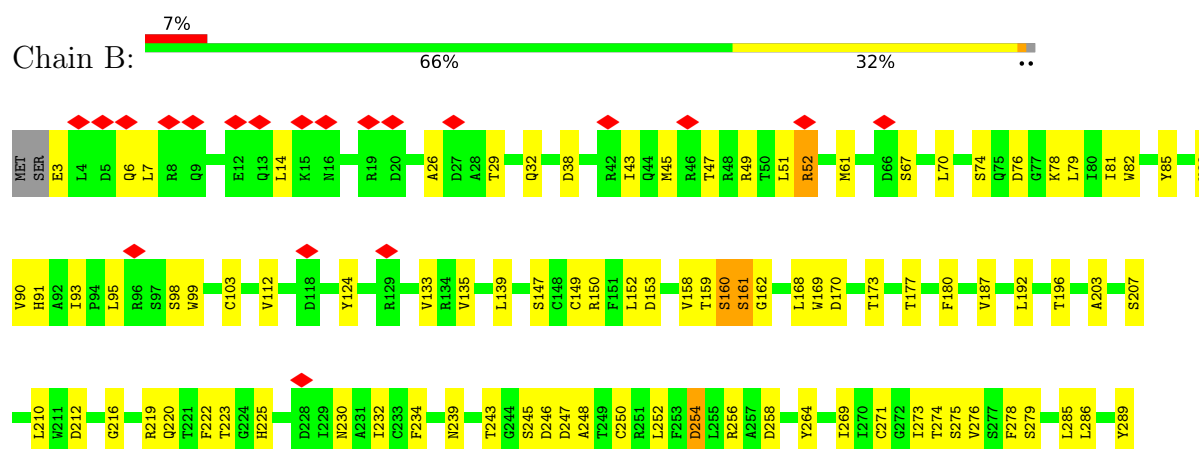 7%
Chain B:
66% 32% ••
MET SER E3 L4 D5 Q6 L7 R8 Q9 E12 Q13 L14 K15 N16 R19 D20 A26 D27 A28 T29 Q32 D38 R42 I43 Q44 M45 R46 T47 R48 R49 T50 L51 R52 M61 D66 S67 L70 S74 Q75 D76 G77 K78 L79 I80 I81 W82 Y85
V90 H91 A92 I93 P94 L95 R96 S97 S98 W99 C103 V112 D118 Y124 R129 V133 R134 V135 L139 S147 C148 C149 R150 F151 L152 D153 V158 T159 S160 S161 G162 L168 W169 D170 T173 T177 F180 V187 L192 T196 A203 S207
L210 W211 D212 G216 R219 Q220 T221 F222 T223 G224 H225 D228 I229 N230 A231 I232 C233 F234 N239 T243 G244 S245 D246 D247 A248 T249 C250 R251 L252 F253 D254 L255 R256 A257 D258 Y264 I269 I270 C271 G272 I273 T274 S275 V276 S277 F278 S279 L285 L286 Y289